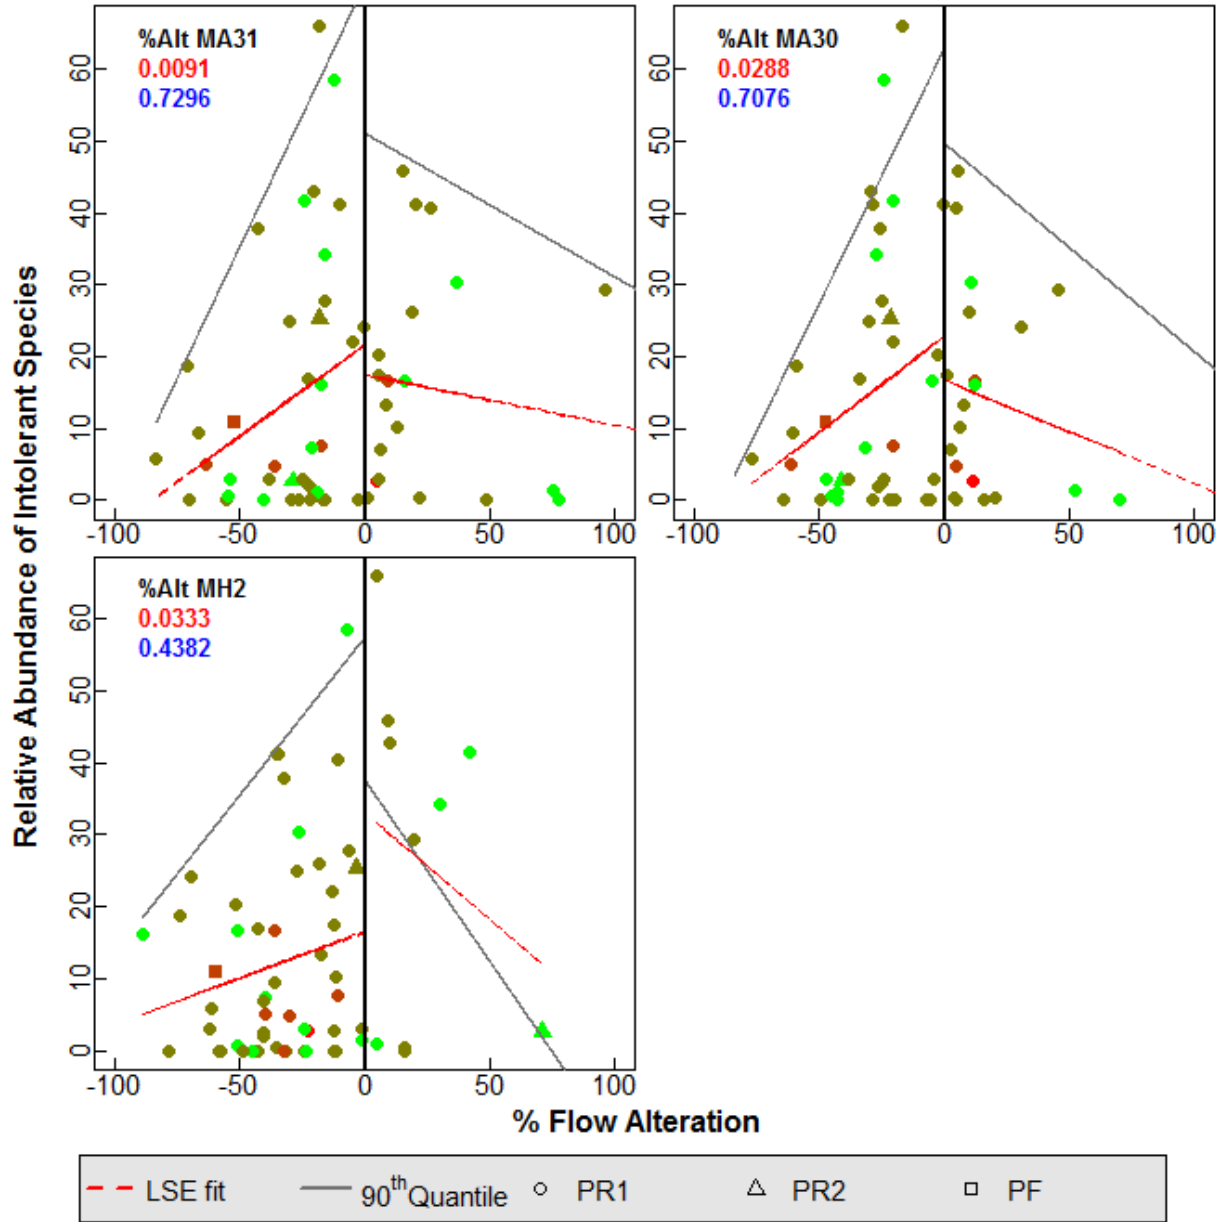 Relative Abundance of Intolerant Species
%Alt MA31
0.0091
0.7296
0 10 20 30 40 50 60
-100 -50 0 50 100
%Alt MA30
0.0288
0.7076
0 10 20 30 40 50 60
-100 -50 0 50 100
%Alt MH2
0.0333
0.4382
0 10 20 30 40 50 60
-100 -50 0 50 100
% Flow Alteration
LSE fit 90thQuantile PR1 PR2 PF